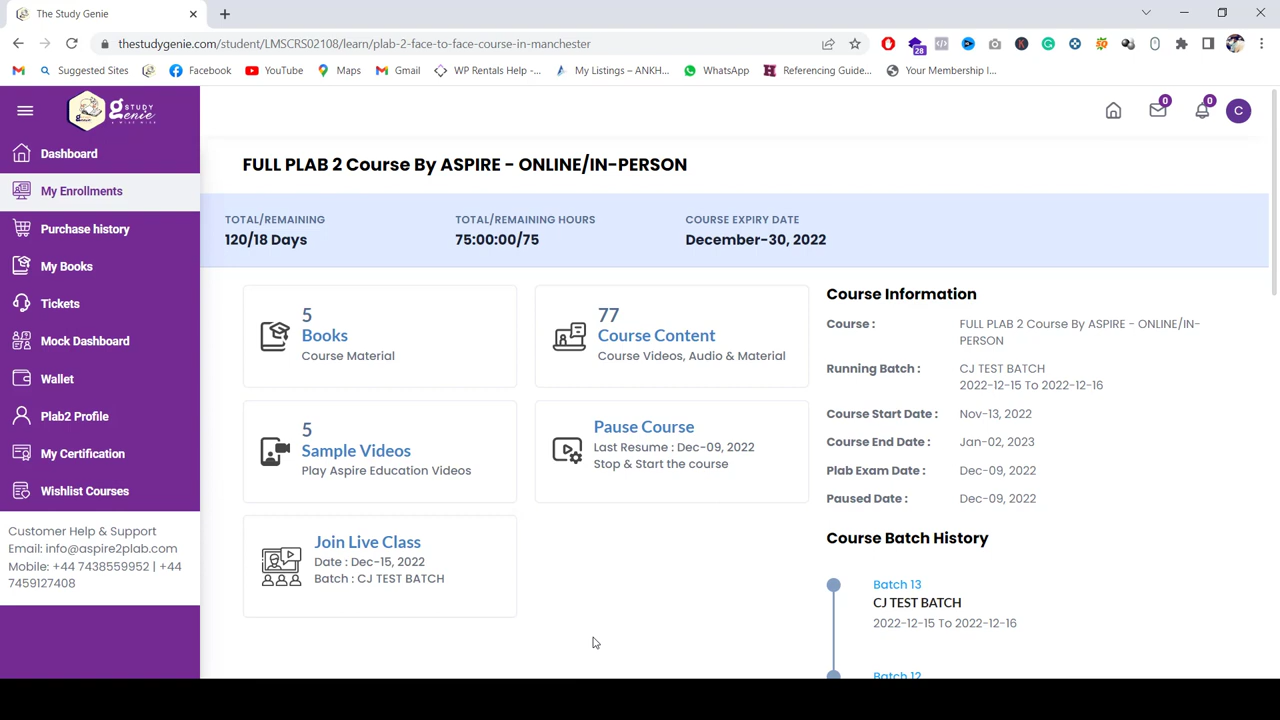 The Study Genie
thestudygenie.com/student/LMSCRS02108/learn/plab-2-face-to-face-course-in-manchester
28
Suggested Sites
Facebook
YouTube
Maps
Gmail
WP Rentals Help -...
My Listings – ANKH...
WhatsApp
Referencing Guide...
Your Membership I...
STUDY
genie
0
0
C
Dashboard
My Enrollments
Purchase history
My Books
Tickets
Mock Dashboard
Wallet
Plab2 Profile
My Certification
Wishlist Courses
Customer Help & Support
Email: info@aspire2plab.com
Mobile: +44 7438559952 | +44
7459127408
FULL PLAB 2 Course By ASPIRE - ONLINE/IN-PERSON
TOTAL/REMAINING
120/18 Days
TOTAL/REMAINING HOURS
75:00:00/75
COURSE EXPIRY DATE
December-30, 2022
5
Books
Course Material
77
Course Content
Course Videos, Audio & Material
5
Sample Videos
Play Aspire Education Videos
Pause Course
Last Resume : Dec-09, 2022
Stop & Start the course
Join Live Class
Date : Dec-15, 2022
Batch : CJ TEST BATCH
Course Information
Course : FULL PLAB 2 Course By ASPIRE - ONLINE/IN-
PERSON
Running Batch : CJ TEST BATCH
2022-12-15 To 2022-12-16
Course Start Date : Nov-13, 2022
Course End Date : Jan-02, 2023
Plab Exam Date : Dec-09, 2022
Paused Date : Dec-09, 2022
Course Batch History
Batch 13
CJ TEST BATCH
2022-12-15 To 2022-12-16
Batch 12